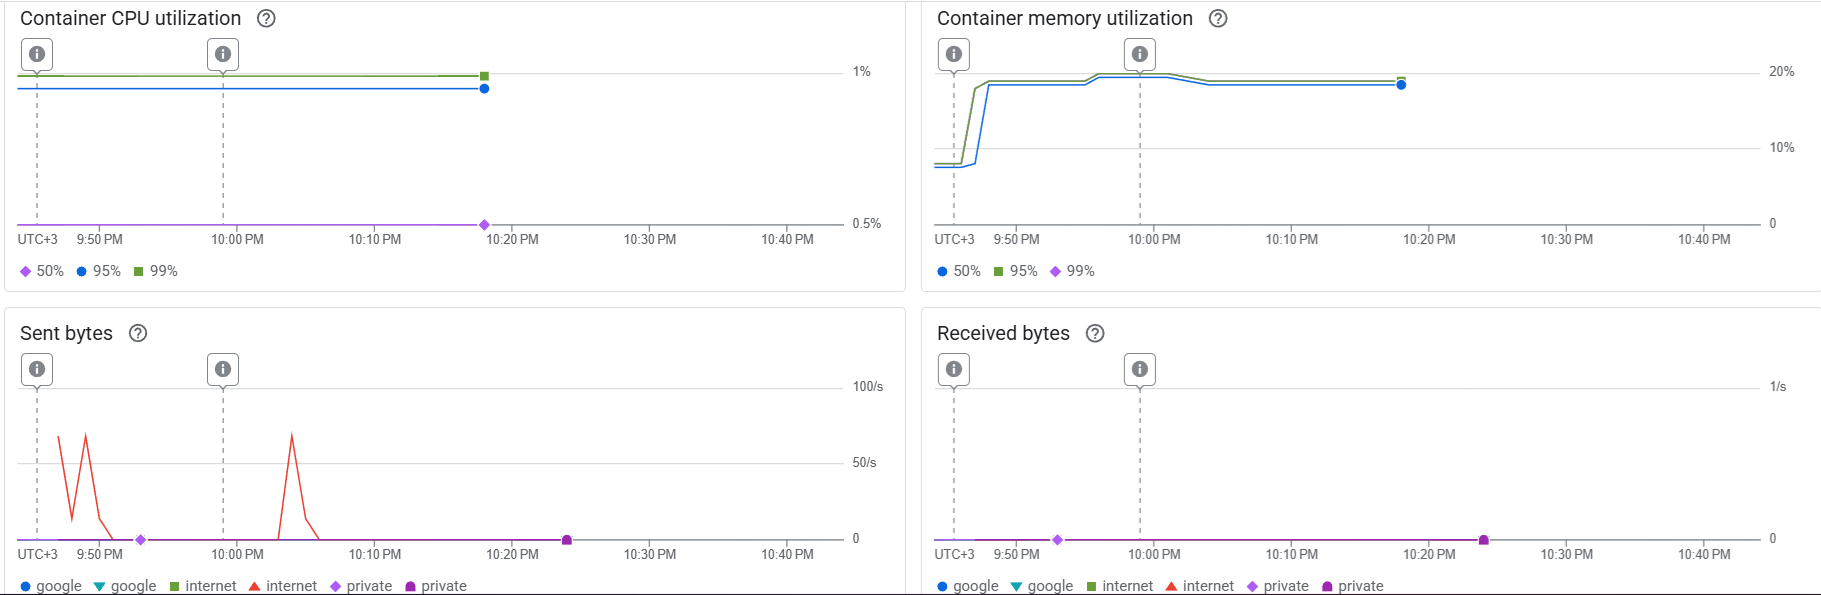 Container CPU utilization
1%
0.5%
UTC+3 9:50 PM 10:00 PM 10:10 PM 10:20 PM 10:30 PM 10:40 PM
50% 95% 99%
Container memory utilization
20%
10%
0
UTC+3 9:50 PM 10:00 PM 10:10 PM 10:20 PM 10:30 PM 10:40 PM
50% 95% 99%
Sent bytes
100/s
50/s
0
UTC+3 9:50 PM 10:00 PM 10:10 PM 10:20 PM 10:30 PM 10:40 PM
google google internet internet private private
Received bytes
1/s
0
UTC+3 9:50 PM 10:00 PM 10:10 PM 10:20 PM 10:30 PM 10:40 PM
google google internet internet private private